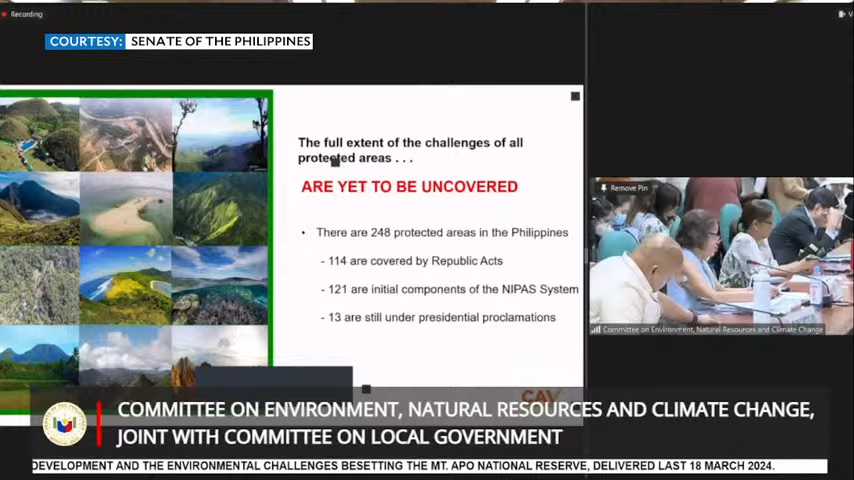 Recording
COURTESY: SENATE OF THE PHILIPPINES
The full extent of the challenges of all
protected areas . . .
ARE YET TO BE UNCOVERED
• There are 248 protected areas in the Philippines
- 114 are covered by Republic Acts
- 121 are initial components of the NIPAS System
- 13 are still under presidential proclamations
CAV
Remove Pin
Committee on Environment, Natural Resources and Climate Change
COMMITTEE ON ENVIRONMENT, NATURAL RESOURCES AND CLIMATE CHANGE,
JOINT WITH COMMITTEE ON LOCAL GOVERNMENT
DEVELOPMENT AND THE ENVIRONMENTAL CHALLENGES BESETTING THE MT. APO NATIONAL RESERVE, DELIVERED LAST 18 MARCH 2024.